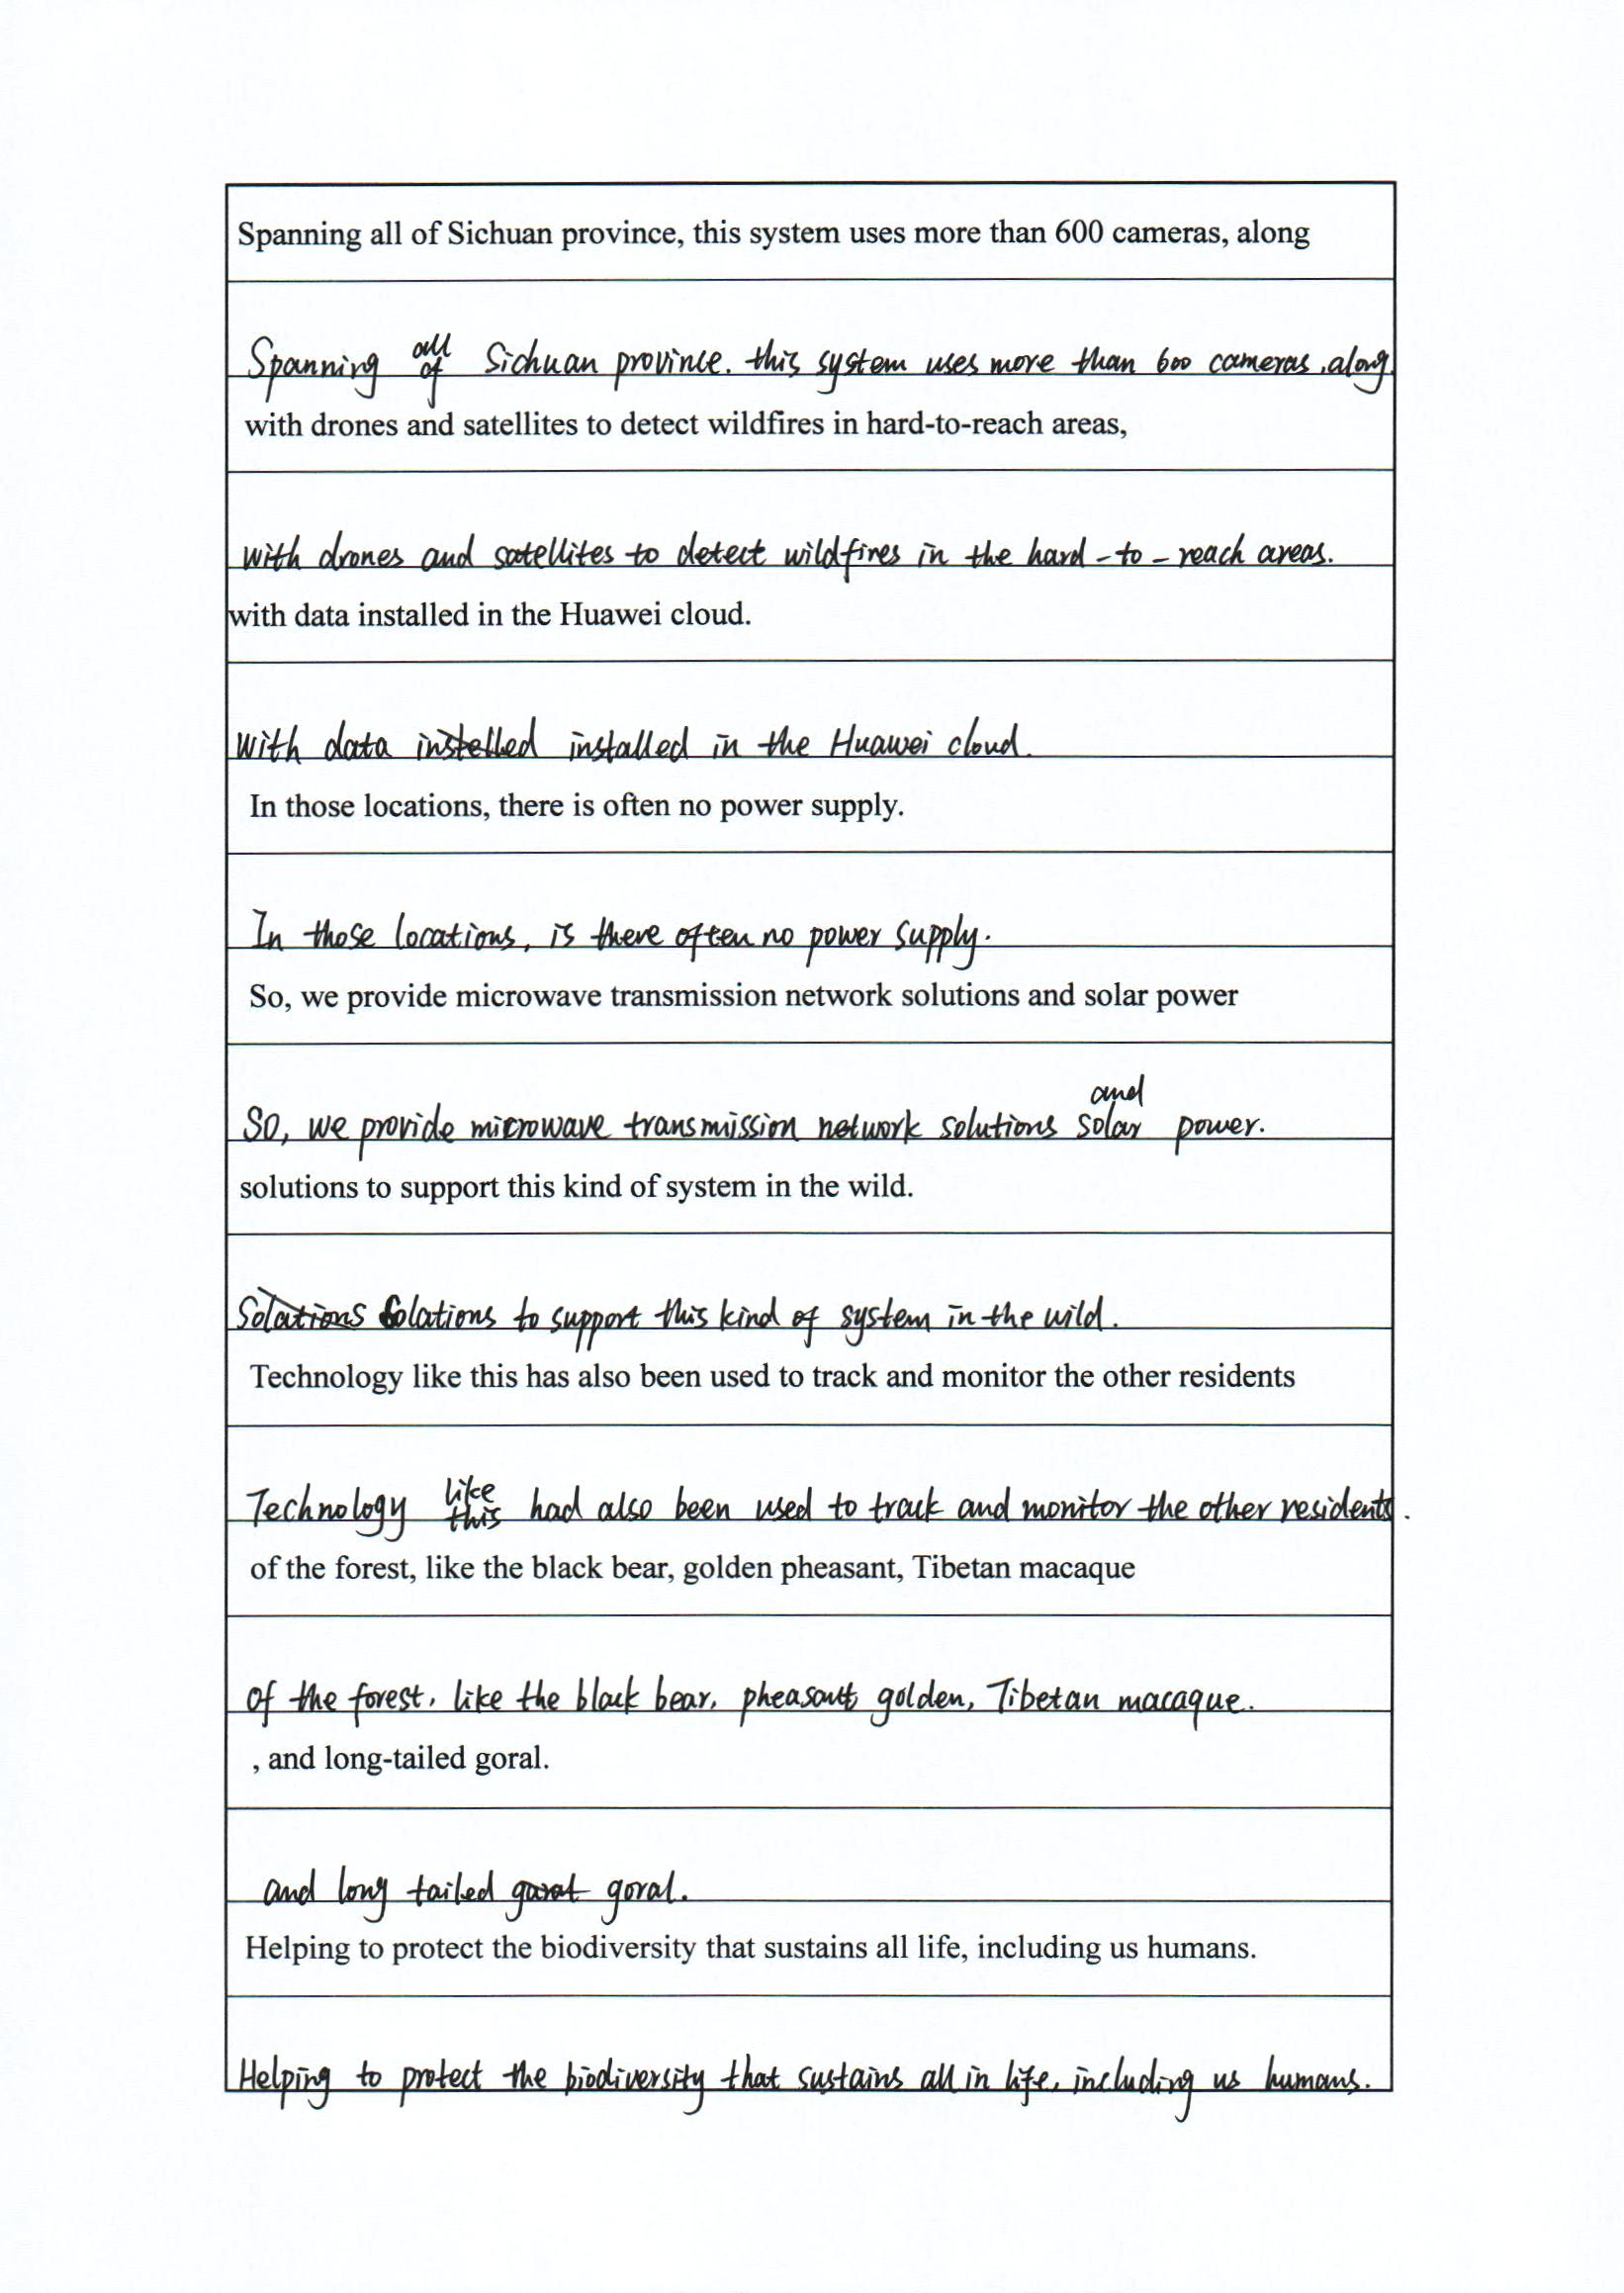 Spanning all of Sichuan province, this system uses more than 600 cameras, along
Spanning all of Sichuan province. this system uses more than 600 cameras, along.
with drones and satellites to detect wildfires in hard-to-reach areas,
with drones and satellites to detect wildfires in the hard-to-reach areas.
with data installed in the Huawei cloud.
with data instelled installed in the Huawei cloud.
In those locations, there is often no power supply.
In those locations, is there often no power supply.
So, we provide microwave transmission network solutions and solar power
So, we provide microwave transmission network solutions and solar power.
solutions to support this kind of system in the wild.
Solations Solations to support this kind of system in the wild.
Technology like this has also been used to track and monitor the other residents
Technology like this had also been used to track and monitor the other residents.
of the forest, like the black bear, golden pheasant, Tibetan macaque
of the forest, like the black bear, pheasant golden, Tibetan macaque.
, and long-tailed goral.
and long tailed garat goral.
Helping to protect the biodiversity that sustains all life, including us humans.
Helping to protect the biodiversity that sustains all in life, including us humans.